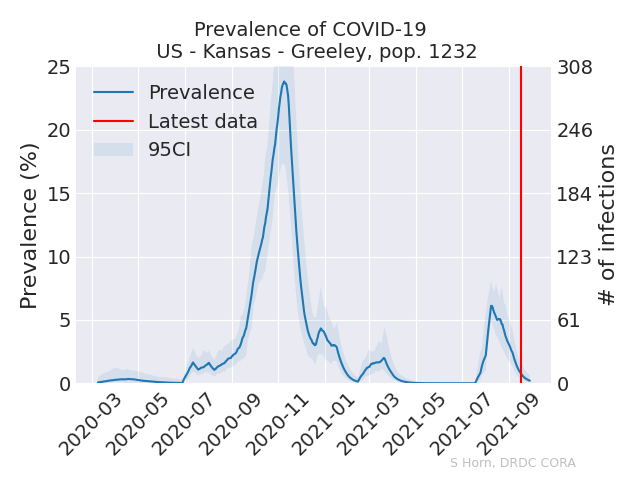 Prevalence of COVID-19
US - Kansas - Greeley, pop. 1232
Prevalence
Latest data
95CI
Prevalence (%)
25
20
15
10
5
0
308
246
184
123
61
0
# of infections
2020-03
2020-05
2020-07
2020-09
2020-11
2021-01
2021-03
2021-05
2021-07
2021-09
S Horn, DRDC CORA